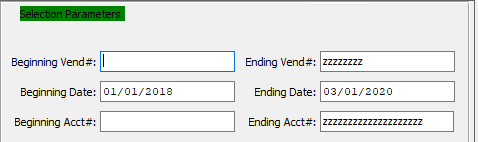 Selection Parameters
Beginning Vend#: Ending Vend#: zzzzzzzz
Beginning Date: 01/01/2018 Ending Date: 03/01/2020
Beginning Acct#: Ending Acct#: zzzzzzzzzzzzzzzzzzzz